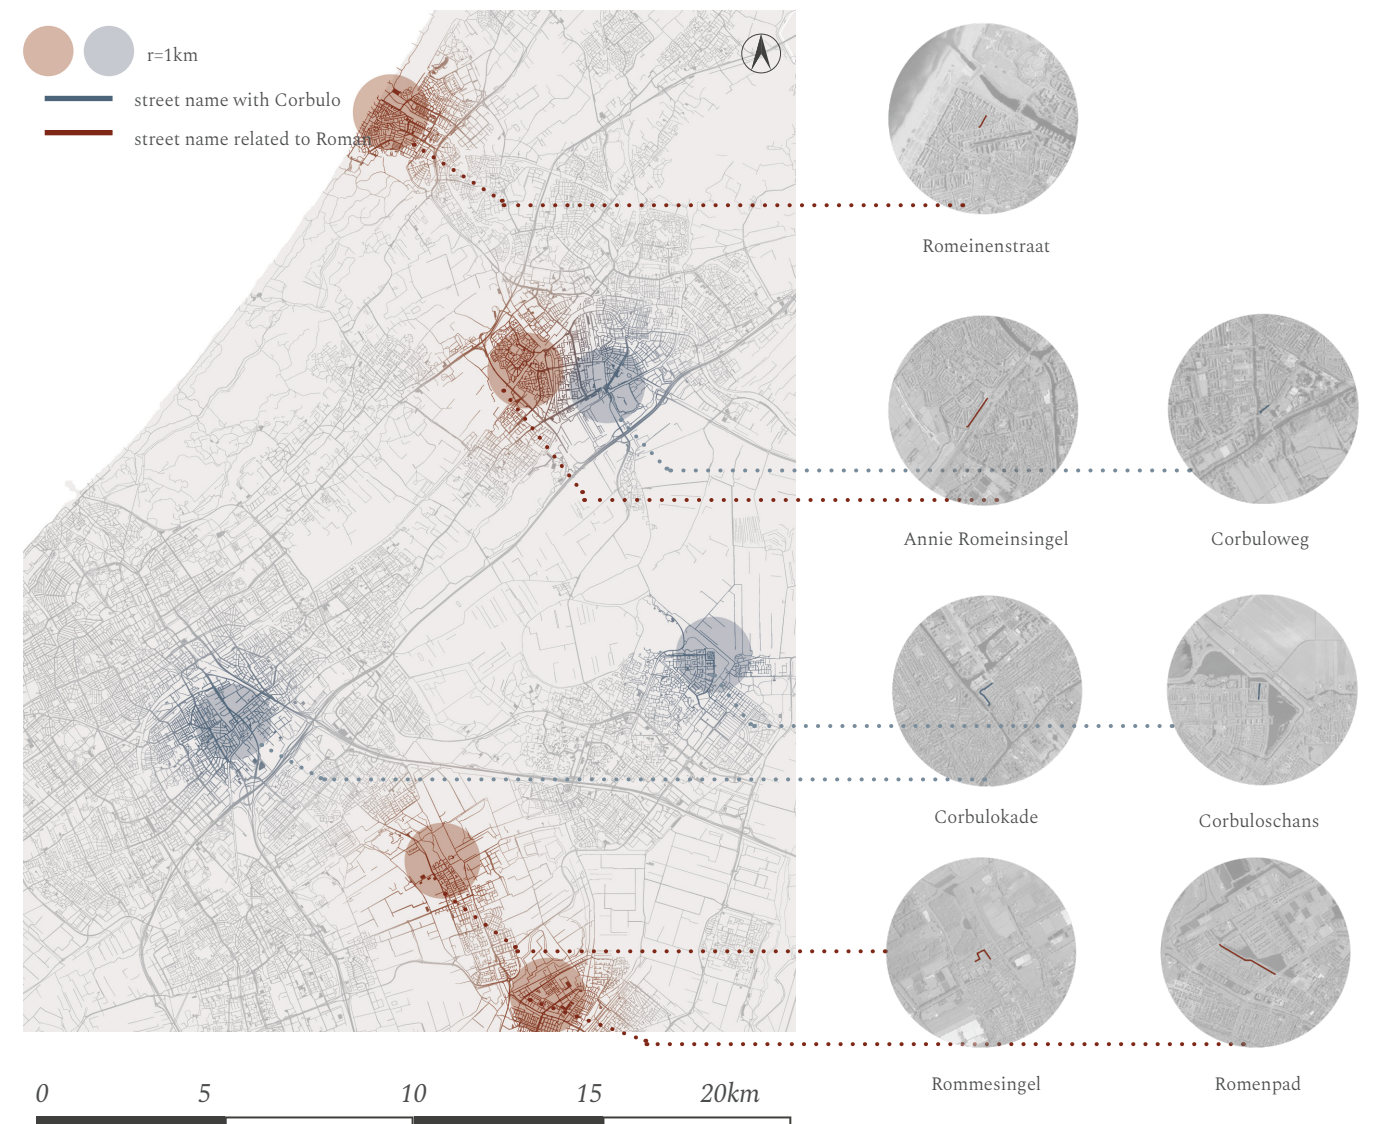 r=1km
street name with Corbulo
street name related to Roman
Romeinenstraat
Annie Romeinsingel
Corbuloweg
Corbulokade
Corbuloschans
Rommesingel
Romenpad
0 5 10 15 20km